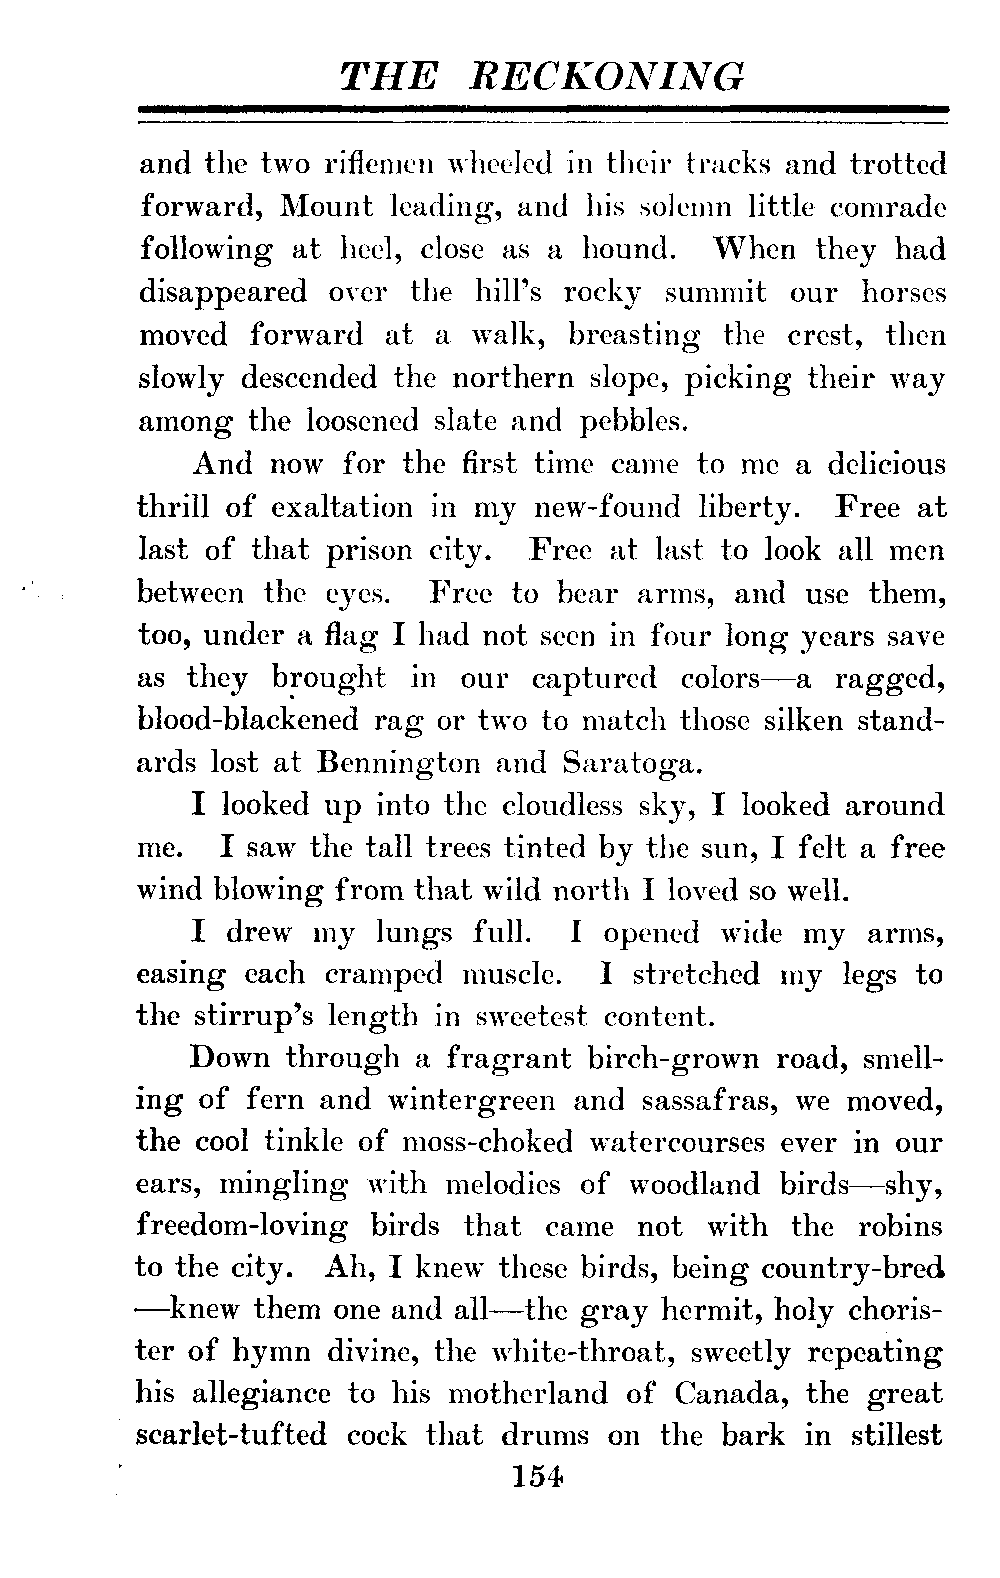 THE RECKONING
and the two riflemen wheeled in their tracks and trotted
forward, Mount leading, and his solemn little comrade
following at heel, close as a hound. When they had
disappeared over the hill's rocky summit our horses
moved forward at a walk, breasting the crest, then
slowly descended the northern slope, picking their way
among the loosened slate and pebbles.
And now for the first time came to me a delicious
thrill of exaltation in my new-found liberty. Free at
last of that prison city. Free at last to look all men
between the eyes. Free to bear arms, and use them,
too, under a flag I had not seen in four long years save
as they brought in our captured colors—a ragged,
blood-blackened rag or two to match those silken stand-
ards lost at Bennington and Saratoga.
I looked up into the cloudless sky, I looked around
me. I saw the tall trees tinted by the sun, I felt a free
wind blowing from that wild north I loved so well.
I drew my lungs full. I opened wide my arms,
easing each cramped muscle. I stretched my legs to
the stirrup's length in sweetest content.
Down through a fragrant birch-grown road, smell-
ing of fern and wintergreen and sassafras, we moved,
the cool tinkle of moss-choked watercourses ever in our
ears, mingling with melodies of woodland birds—shy,
freedom-loving birds that came not with the robins
to the city. Ah, I knew these birds, being country-bred
—knew them one and all—the gray hermit, holy choris-
ter of hymn divine, the white-throat, sweetly repeating
his allegiance to his motherland of Canada, the great
scarlet-tufted cock that drums on the bark in stillest
154